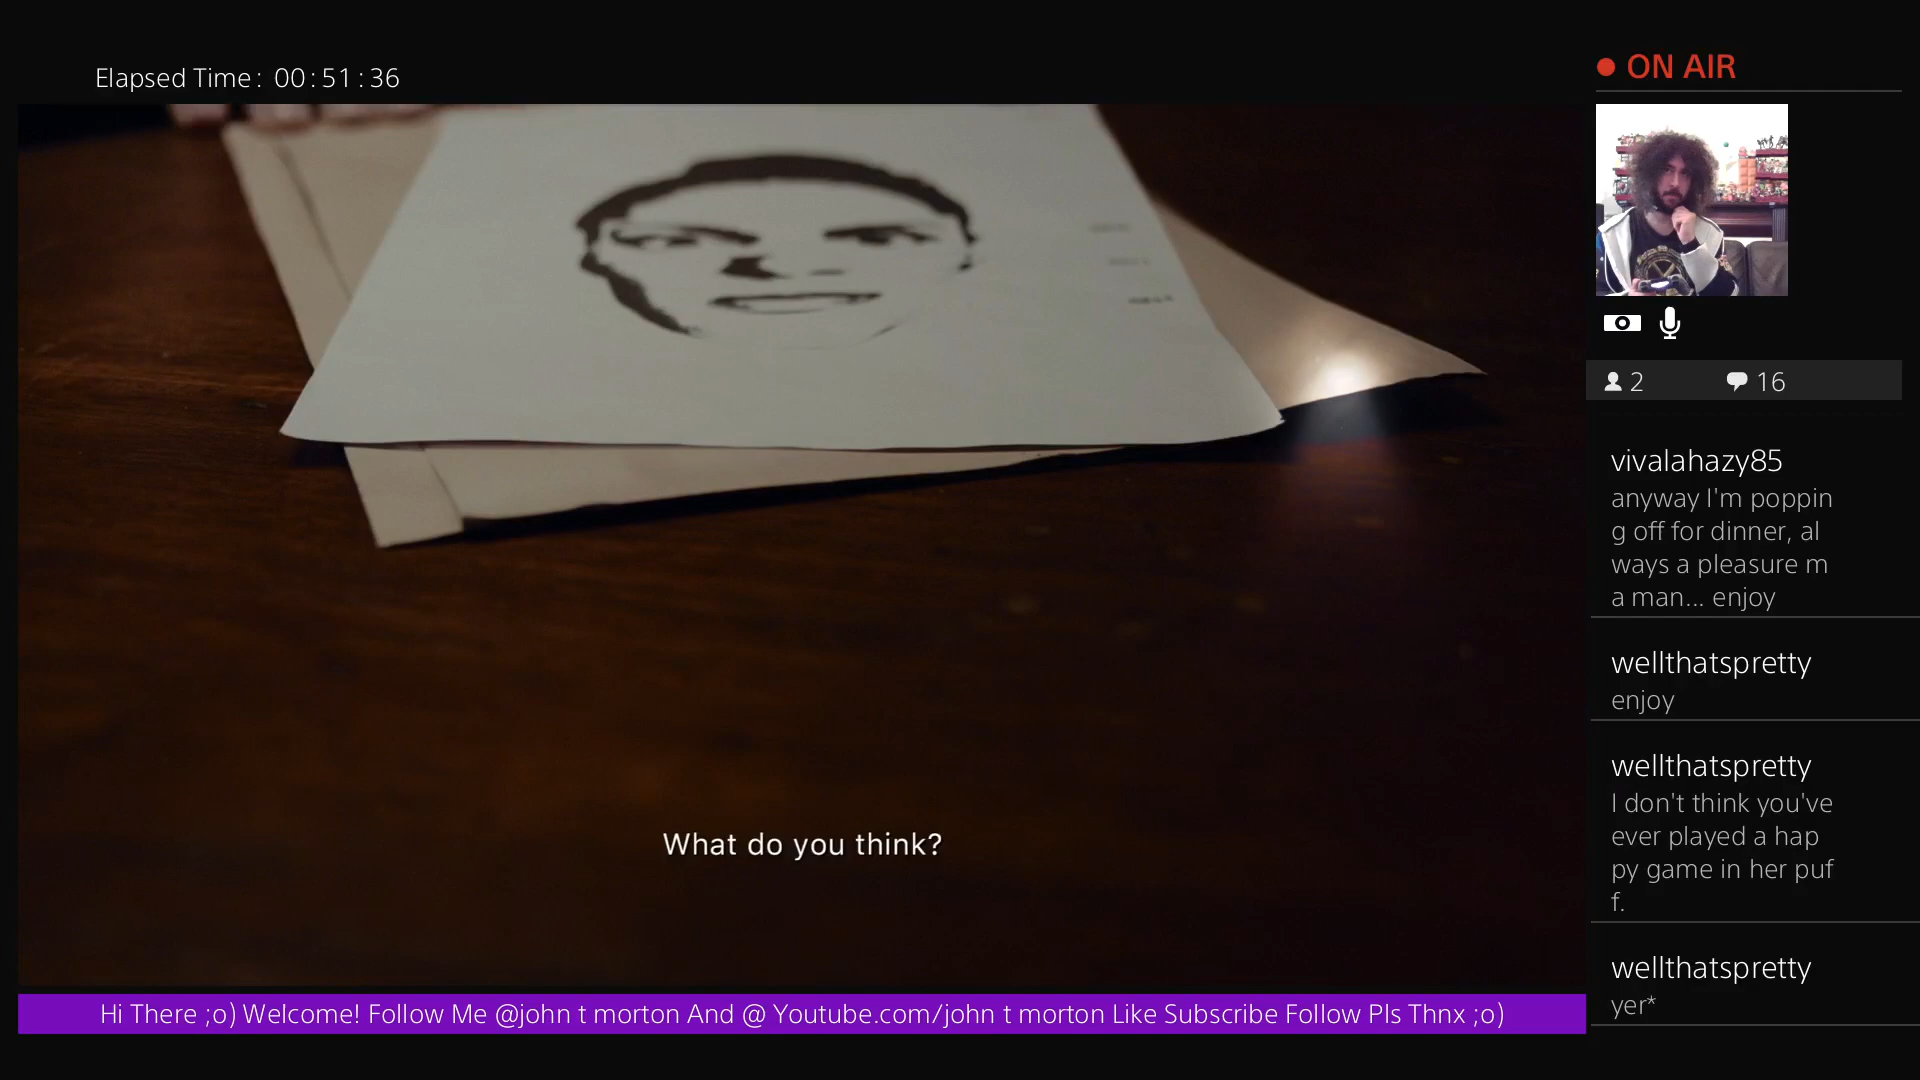 Elapsed Time: 00:51:36
ON AIR
2
16
vivalahazy85
anyway I'm poppin
g off for dinner, al
ways a pleasure m
a man... enjoy
wellthatspretty
enjoy
wellthatspretty
I don't think you've
ever played a hap
py game in her puf
f.
wellthatspretty
yer*
What do you think?
Hi There ;o) Welcome! Follow Me @john t morton And @ Youtube.com/john t morton Like Subscribe Follow Pls Thnx ;o)